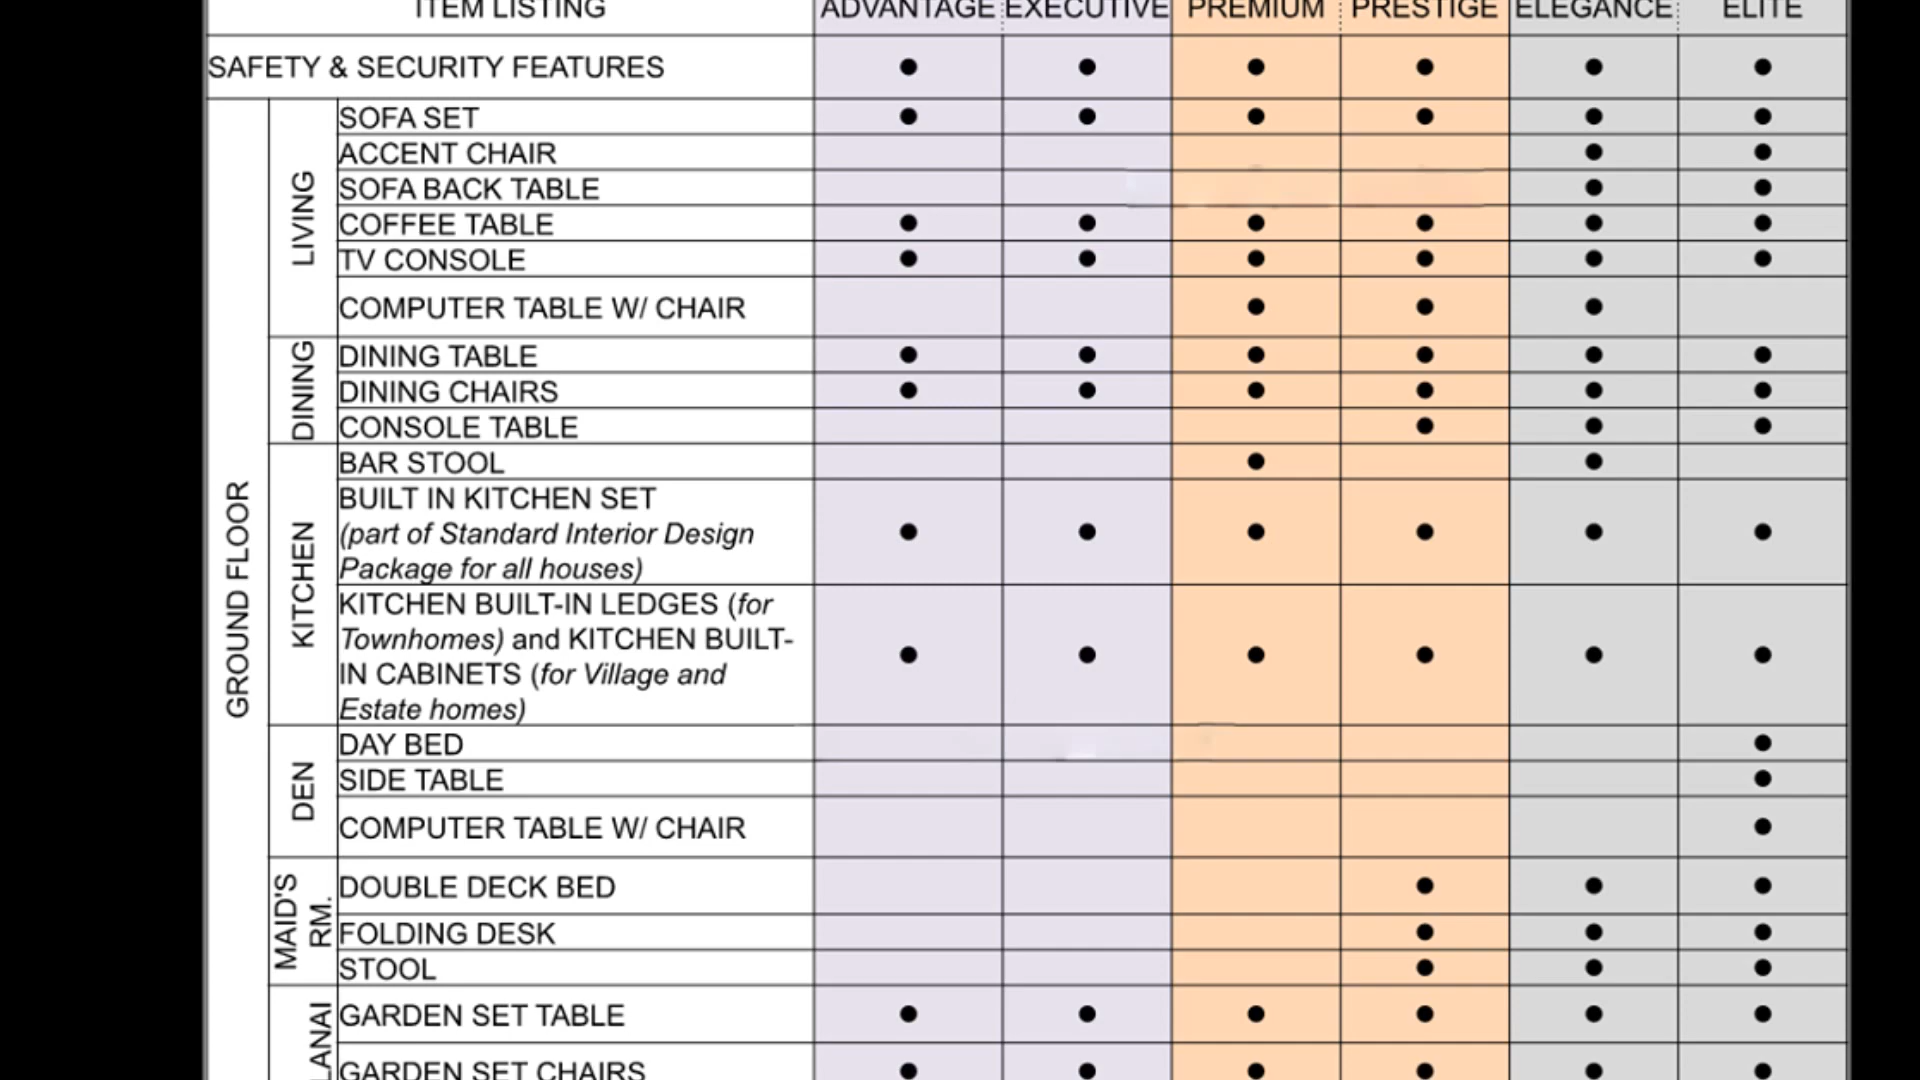 ITEM LISTING ADVANTAGE EXECUTIVE PREMIUM PRESTIGE ELEGANCE ELITE
SAFETY & SECURITY FEATURES ● ● ● ● ● ●
GROUND FLOOR
LIVING
SOFA SET ● ● ● ● ● ●
ACCENT CHAIR ● ●
SOFA BACK TABLE ● ●
COFFEE TABLE ● ● ● ● ● ●
TV CONSOLE ● ● ● ● ● ●
COMPUTER TABLE W/ CHAIR ● ● ●
DINING
DINING TABLE ● ● ● ● ● ●
DINING CHAIRS ● ● ● ● ● ●
CONSOLE TABLE ● ● ●
KITCHEN
BAR STOOL ● ●
BUILT IN KITCHEN SET
(part of Standard Interior Design
Package for all houses) ● ● ● ● ● ●
KITCHEN BUILT-IN LEDGES (for
Townhomes) and KITCHEN BUILT-
IN CABINETS (for Village and
Estate homes) ● ● ● ● ● ●
DEN
DAY BED ●
SIDE TABLE ●
COMPUTER TABLE W/ CHAIR ●
MAID'S
RM.
DOUBLE DECK BED ● ● ●
FOLDING DESK ● ● ●
STOOL ● ● ●
LANAI
GARDEN SET TABLE ● ● ● ● ● ●
GARDEN SET CHAIRS ● ● ● ● ● ●